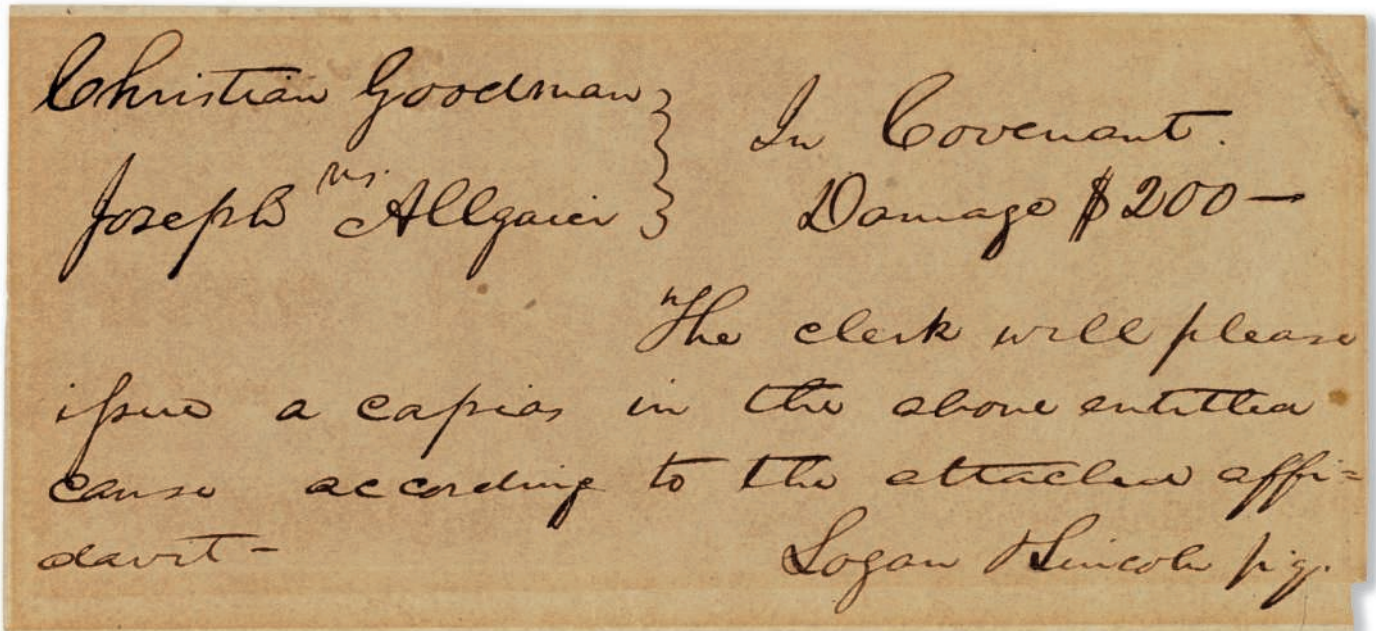 Christian Goodman } In Covenant.
vs.
Joseph Allgaier } Damage $200—
The clerk will please
issue a capias in the above entitled
cause according to the attached affi=
davit—
Logan & Lincoln p.q.